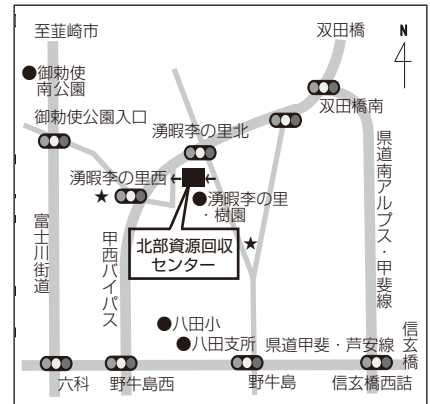 至韮崎市
双田橋
N
●御勅使
南公園
双田橋南
御勅使公園入口
湧暇李の里北
湧暇李の里西
★
●湧暇李の里
・樹園
★
北部資源回収
センター
富士川街道
甲西バイパス
県道南アルプス・甲斐線
●八田小
●八田支所
県道甲斐・芦安線
信玄橋
六科
野牛島西
野牛島
信玄橋西詰